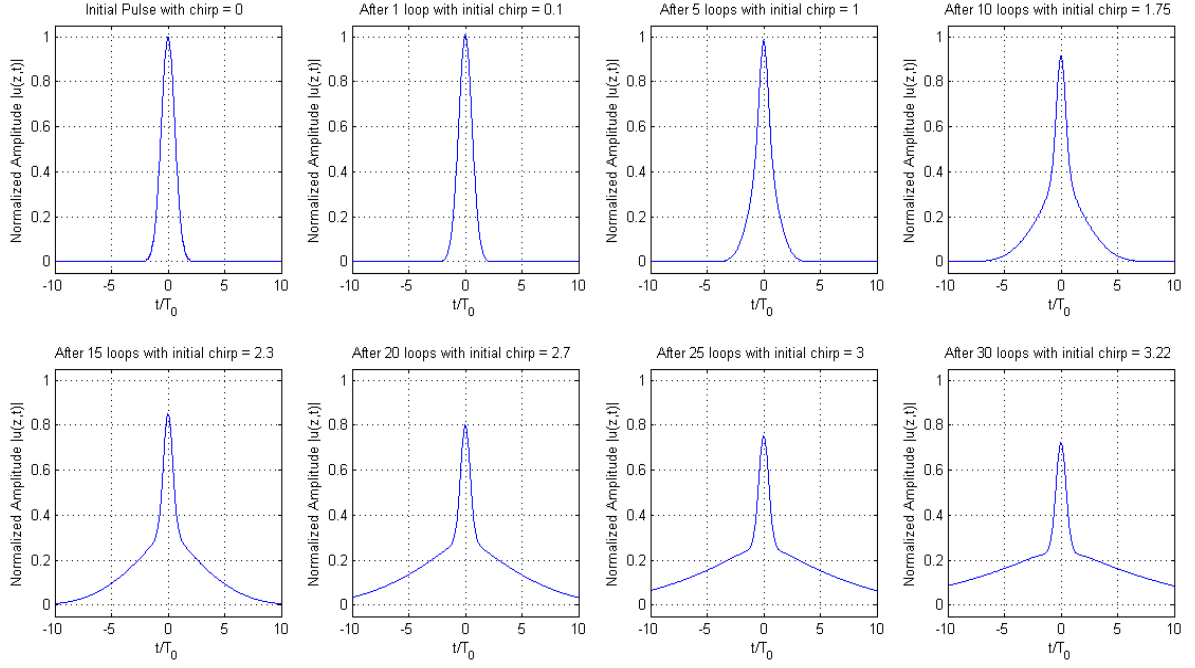 Initial Pulse with chirp = 0
After 1 loop with initial chirp = 0.1
After 5 loops with initial chirp = 1
After 10 loops with initial chirp = 1.75
Normalized Amplitude |u(z,t)|
1
0.8
0.6
0.4
0.2
0
-10 -5 0 5 10
t/T0
Normalized Amplitude |u(z,t)|
1
0.8
0.6
0.4
0.2
0
-10 -5 0 5 10
t/T0
Normalized Amplitude |u(z,t)|
1
0.8
0.6
0.4
0.2
0
-10 -5 0 5 10
t/T0
Normalized Amplitude |u(z,t)|
1
0.8
0.6
0.4
0.2
0
-10 -5 0 5 10
t/T0
After 15 loops with initial chirp = 2.3
After 20 loops with initial chirp = 2.7
After 25 loops with initial chirp = 3
After 30 loops with initial chirp = 3.22
Normalized Amplitude |u(z,t)|
1
0.8
0.6
0.4
0.2
0
-10 -5 0 5 10
t/T0
Normalized Amplitude |u(z,t)|
1
0.8
0.6
0.4
0.2
0
-10 -5 0 5 10
t/T0
Normalized Amplitude |u(z,t)|
1
0.8
0.6
0.4
0.2
0
-10 -5 0 5 10
t/T0
Normalized Amplitude |u(z,t)|
1
0.8
0.6
0.4
0.2
0
-10 -5 0 5 10
t/T0